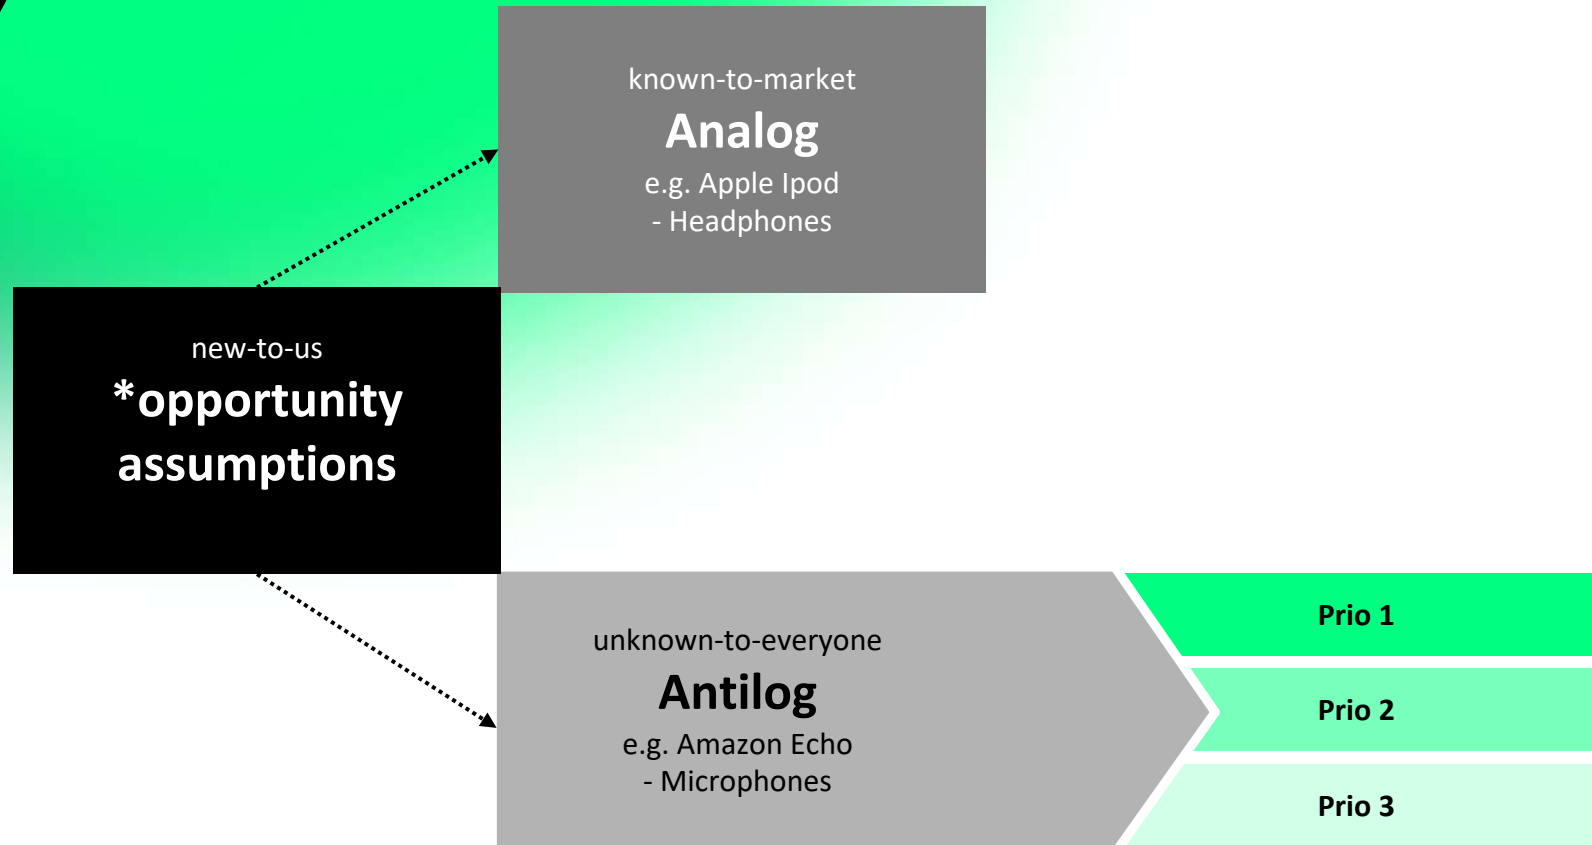 known-to-market
Analog
e.g. Apple Ipod
- Headphones
new-to-us
*opportunity
assumptions
unknown-to-everyone
Antilog
e.g. Amazon Echo
- Microphones
Prio 1
Prio 2
Prio 3